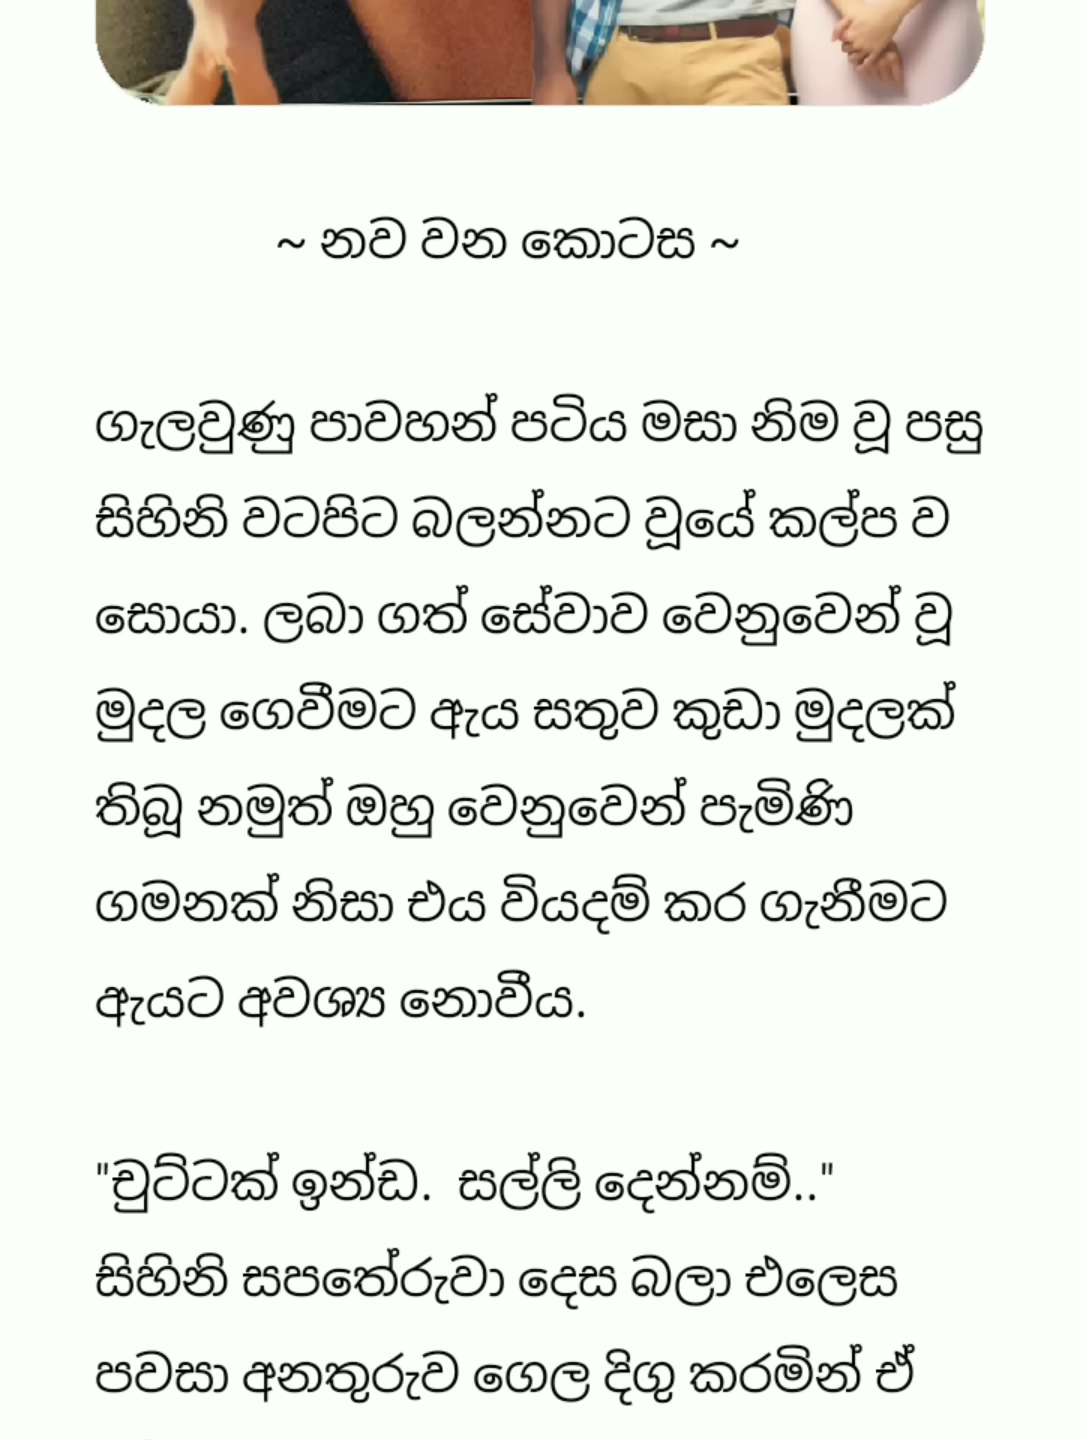 ~ නව වන කොටස ~
ගැලවුණු පාවහන් පටිය මසා නිම වූ පසු
සිහිනි වටපිට බලන්නට වූයේ කල්ප ව
සොයා. ලබා ගත් සේවාව වෙනුවෙන් වූ
මුදල ගෙවීමට ඇය සතුව කුඩා මුදලක්
තිබූ නමුත් ඔහු වෙනුවෙන් පැමිණි
ගමනක් නිසා එය වියදම් කර ගැනීමට
ඇයට අවශ්‍ය නොවීය.
"චුට්ටක් ඉන්ඩ.  සල්ලි දෙන්නම්.."
සිහිනි සපතේරුවා දෙස බලා එලෙස
පවසා අනතුරුව ගෙල දිගු කරමින් ඒ